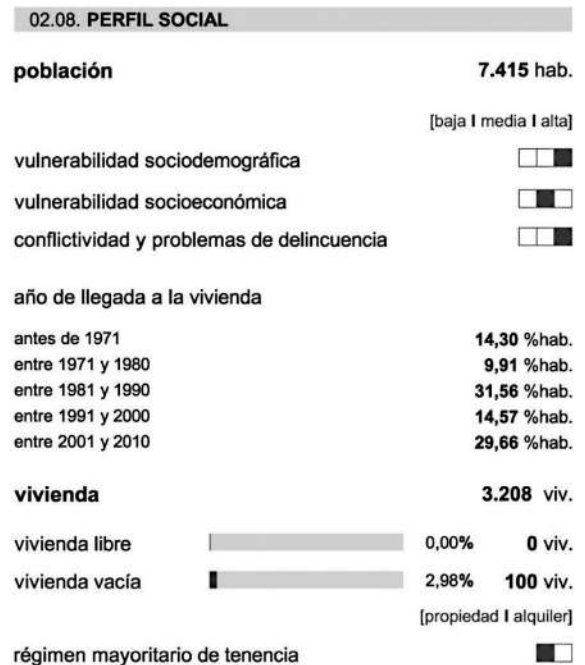 02.08. PERFIL SOCIAL
población 7.415 hab.
[baja I media I alta]
vulnerabilidad sociodemográfica
vulnerabilidad socioeconómica
conflictividad y problemas de delincuencia
año de llegada a la vivienda
antes de 1971 14,30 %hab.
entre 1971 y 1980 9,91 %hab.
entre 1981 y 1990 31,56 %hab.
entre 1991 y 2000 14,57 %hab.
entre 2001 y 2010 29,66 %hab.
vivienda 3.208 viv.
vivienda libre 0,00% 0 viv.
vivienda vacía 2,98% 100 viv.
[propiedad I alquiler]
régimen mayoritario de tenencia